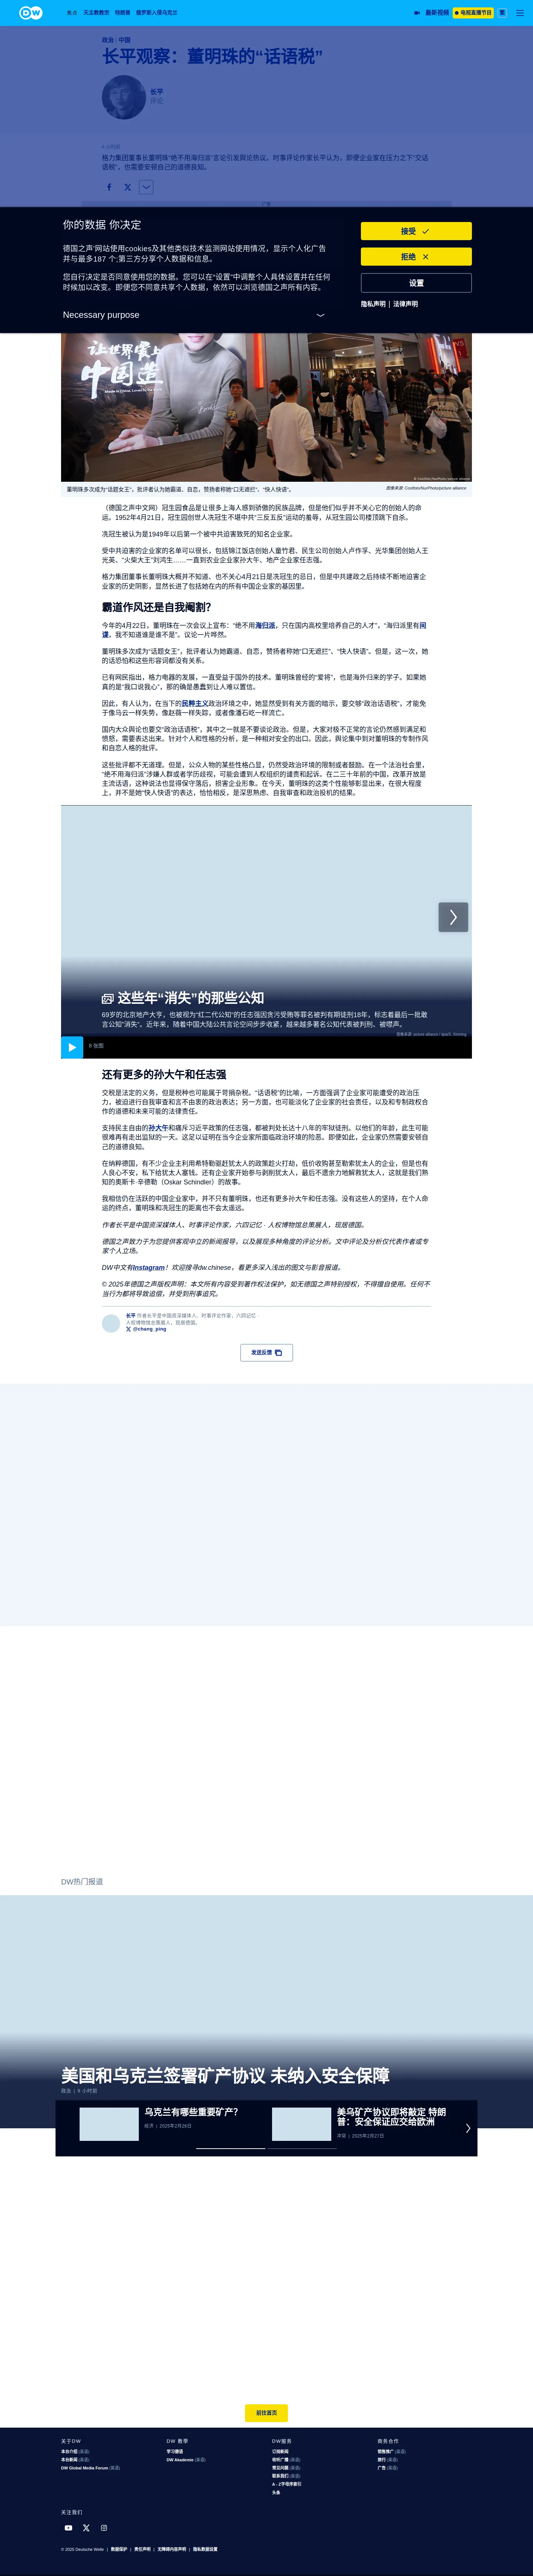 DW
焦点 天主教教宗 特朗普 俄罗斯入侵乌克兰
最新视频 电视直播节目 繁
政治 | 中国
长平观察：董明珠的“话语税”
长平
评论
格力集团董事长董明珠“绝不用海归派”言论引发舆论热议。时事评论作家长平认为，即便企业家在压力之下“交话
语税”，也需要安顿自己的道德良知。
你的数据 你决定
德国之声'网站使用cookies及其他类似技术监测网站使用情况，显示个人化广告
并与最多187 个;第三方分享个人数据和信息。
您自行决定是否同意使用您的数据。您可以在“设置”中调整个人具体设置并在任何
时候加以改变。即便您不同意共享个人数据，依然可以浏览德国之声所有内容。
Necessary purpose
接受
拒绝
设置
隐私声明 | 法律声明
让世界爱上
中国造
© Costfoto/NurPhoto/picture alliance
董明珠多次成为“话题女王”，批评者认为她霸道、自恋，赞扬者称她“口无遮拦”、“快人快语”。
图像来源: Costfoto/NurPhoto/picture alliance
（德国之声中文网）冠生园食品是让很多上海人感到骄傲的民族品牌，但是他们似乎并不关心它的创始人的命
运。1952年4月21日，冠生园创世人冼冠生不堪中共“三反五反”运动的羞辱，从冠生园公司楼顶跳下自杀。
冼冠生被认为是1949年以后第一个被中共迫害致死的知名企业家。
受中共迫害的企业家的名单可以很长，包括锦江饭店创始人童竹君、民生公司创始人卢作孚、光华集团创始人王
光英、“火柴大王”刘鸿生……一直到农业企业家孙大午、地产企业家任志强。
格力集团董事长董明珠大概并不知道、也不关心4月21日是冼冠生的忌日，但是中共建政之后持续不断地迫害企
业家的历史阴影，显然长进了包括她在内的所有中国企业家的基因里。
霸道作风还是自我阉割？
今年的4月22日，董明珠在一次会议上宣布：“绝不用海归派，只在国内高校里培养自己的人才”，“海归派里有间
谍，我不知道谁是谁不是”。议论一片哗然。
董明珠多次成为“话题女王”，批评者认为她霸道、自恋，赞扬者称她“口无遮拦”、“快人快语”。但是，这一次，她
的话恐怕和这些形容词都没有关系。
已有网民指出，格力电器的发展，一直受益于国外的技术。董明珠曾经的“爱将”，也是海外归来的学子。如果她
真的是“我口说我心”，那的确是愚蠢到让人难以置信。
因此，有人认为，在当下的民粹主义政治环境之中，她显然受到有关方面的暗示，要交够“政治话语税”，才能免
于像马云一样失势，像赵薇一样失踪，或者像潘石屹一样流亡。
国内大众舆论也要交“政治话语税”，其中之一就是不要谈论政治。但是，大家对极不正常的言论仍然感到满足和
愤怒，需要表达出来。针对个人和性格的分析，是一种相对安全的出口。因此，舆论集中到对董明珠的专制作风
和自恋人格的批评。
这些批评都不无道理。但是，公众人物的某些性格凸显，仍然受政治环境的限制或者鼓励。在一个法治社会里，
“绝不用海归派”涉嫌人群或者学历歧视，可能会遭到人权组织的谴责和起诉。在二三十年前的中国，改革开放是
主流话语，这种说法也显得保守落后，损害企业形象。在今天，董明珠的这类个性能够彰显出来，在很大程度
上，并不是她“快人快语”的表达，恰恰相反，是深思熟虑、自我审查和政治投机的结果。
这些年“消失”的那些公知
69岁的北京地产大亨，也被视为“红二代公知”的任志强因贪污受贿等罪名被判有期徒刑18年，标志着最后一批敢
言公知"消失"。近年来，随着中国大陆公共言论空间步步收紧，越来越多著名公知代表被判刑、被噤声。
8 张图
还有更多的孙大午和任志强
交税是法定的义务，但是税种也可能属于苛捐杂税。“话语税”的比喻，一方面强调了企业家可能遭受的政治压
力，被迫进行自我审查和言不由衷的政治表达；另一方面，也可能淡化了企业家的社会责任，以及和专制政权合
作的道德和未来可能的法律责任。
支持民主自由的孙大午和痛斥习近平政策的任志强，都被判处长达十八年的牢狱徒刑。以他们的年龄，此生可能
很难再有走出监狱的一天。这足以证明在当今企业家所面临政治环境的险恶。即便如此，企业家仍然需要安顿自
己的道德良知。
在纳粹德国，有不少企业主利用希特勒驱赶犹太人的政策趁火打劫，低价收购甚至勒索犹太人的企业，但是也有
人良心不安，私下给犹太人塞钱。还有企业家开始参与剥削犹太人，最后不遗余力地解救犹太人，这就是我们熟
知的奥斯卡·辛德勒（Oskar Schindler）的故事。
我相信仍在活跃的中国企业家中，并不只有董明珠，也还有更多孙大午和任志强。没有这些人的坚持，在个人命
运的终点，董明珠和冼冠生的距离也不会太遥远。
作者长平是中国资深媒体人、时事评论作家，六四记忆 · 人权博物馆总策展人，现居德国。
德国之声致力于为您提供客观中立的新闻报导，以及展现多种角度的评论分析。文中评论及分析仅代表作者或专
家个人立场。
DW中文有Instagram！欢迎搜寻dw.chinese，看更多深入浅出的图文与影音报道。
© 2025年德国之声版权声明：本文所有内容受到著作权法保护，如无德国之声特别授权，不得擅自使用。任何不
当行为都将导致追偿，并受到刑事追究。
长平 作者长平是中国资深媒体人、时事评论作家，六四记忆 ·
人权博物馆总策展人，现居德国。
@chang_ping
发送反馈
DW热门报道
美国和乌克兰签署矿产协议 未纳入安全保障
政治 | 9 小时前
乌克兰有哪些重要矿产？
经济 | 2025年2月26日
美乌矿产协议即将敲定 特朗
普：安全保证应交给欧洲
冲突 | 2025年2月27日
前往首页
关于DW
本台介绍 (英语)
本台新闻 (英语)
DW Global Media Forum (英语)
DW 教学
学习德语
DW Akademie (英语)
DW服务
订阅新闻
收听广播 (英语)
常见问题 (英语)
联系我们 (英语)
A - Z字母序索引
头条
商务合作
销售推广 (英语)
旅行 (英语)
广告 (英语)
关注我们
© 2025 Deutsche Welle | 数据保护 | 责任声明 | 无障碍内容声明 | 隐私数据设置